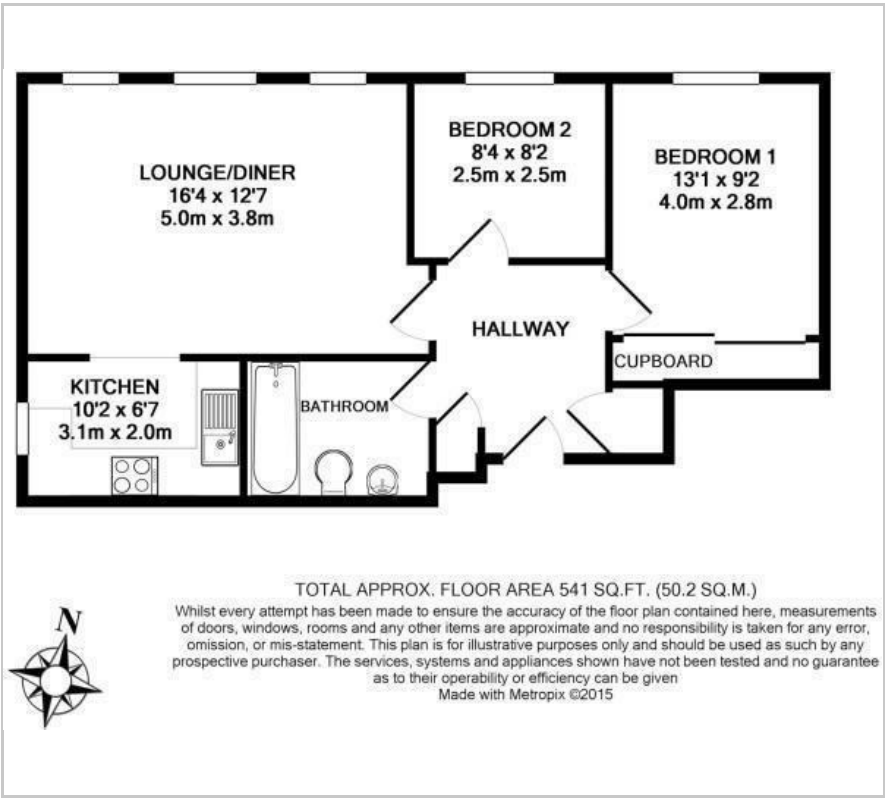 LOUNGE/DINER
16'4 x 12'7
5.0m x 3.8m
BEDROOM 2
8'4 x 8'2
2.5m x 2.5m
BEDROOM 1
13'1 x 9'2
4.0m x 2.8m
HALLWAY
CUPBOARD
KITCHEN
10'2 x 6'7
3.1m x 2.0m
BATHROOM
TOTAL APPROX. FLOOR AREA 541 SQ.FT. (50.2 SQ.M.)
Whilst every attempt has been made to ensure the accuracy of the floor plan contained here, measurements
of doors, windows, rooms and any other items are approximate and no responsibility is taken for any error,
omission, or mis-statement. This plan is for illustrative purposes only and should be used as such by any
prospective purchaser. The services, systems and appliances shown have not been tested and no guarantee
as to their operability or efficiency can be given
Made with Metropix ©2015
N